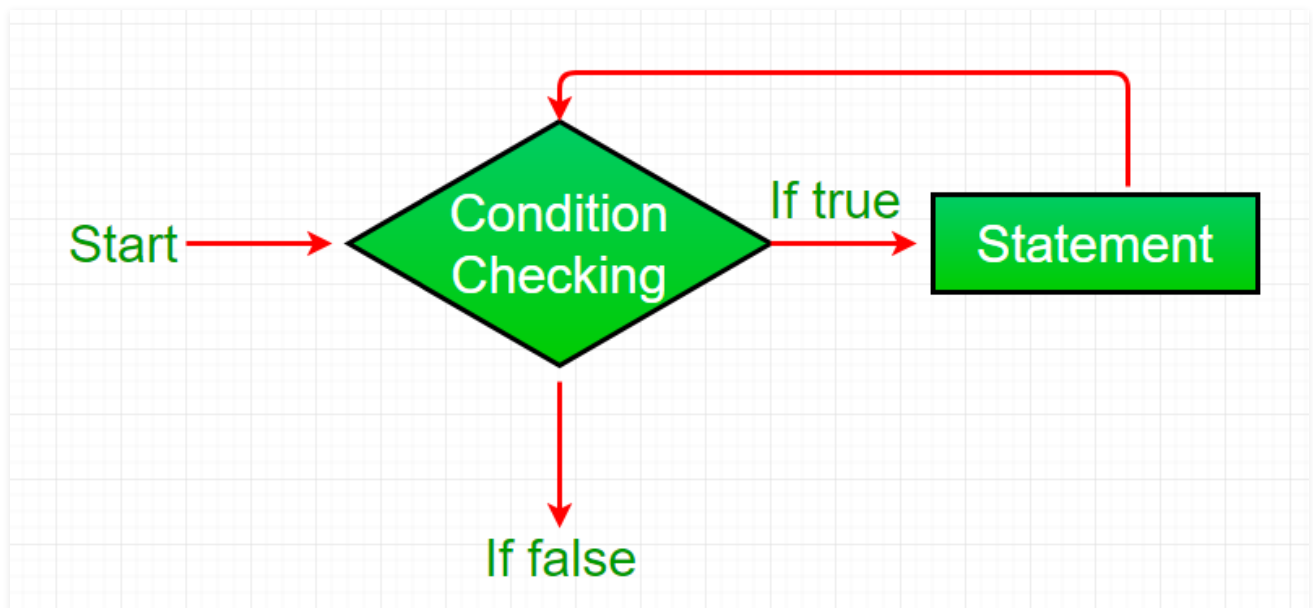 Start
Condition
Checking
If true
Statement
If false